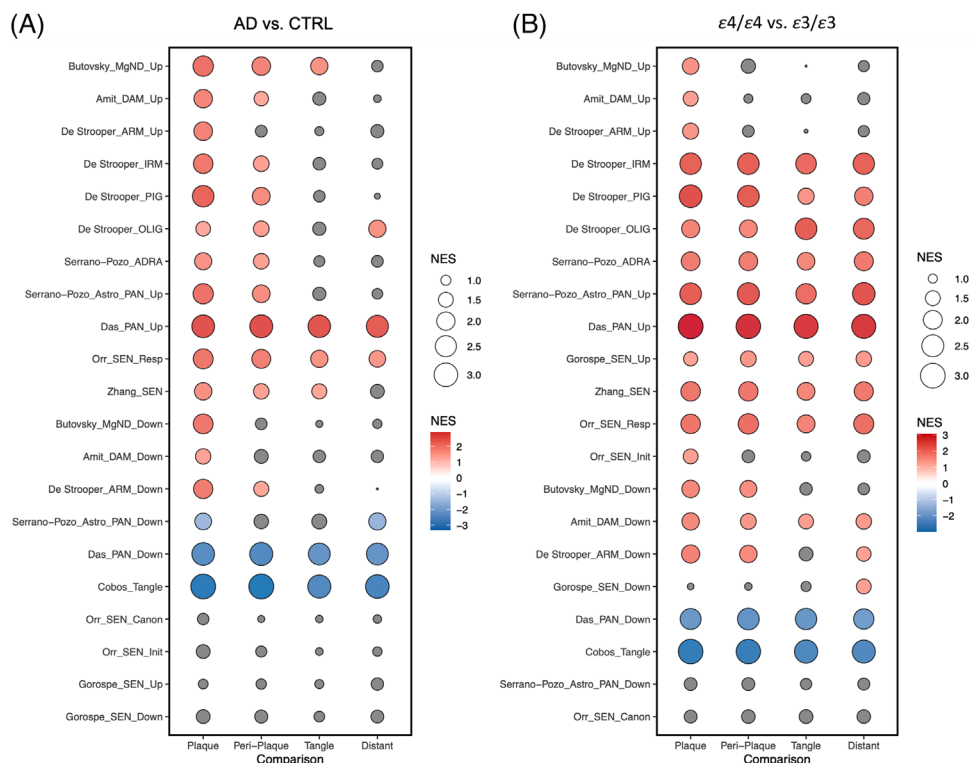 (A)
AD vs. CTRL
Butovsky_MgND_Up
Amit_DAM_Up
De Strooper_ARM_Up
De Strooper_IRM
De Strooper_PIG
De Strooper_OLIG
Serrano−Pozo_ADRA
Serrano−Pozo_Astro_PAN_Up
Das_PAN_Up
Orr_SEN_Resp
Zhang_SEN
Butovsky_MgND_Down
Amit_DAM_Down
De Strooper_ARM_Down
Serrano−Pozo_Astro_PAN_Down
Das_PAN_Down
Cobos_Tangle
Orr_SEN_Canon
Orr_SEN_Init
Gorospe_SEN_Up
Gorospe_SEN_Down
Plaque Peri−Plaque Tangle Distant
Comparison
NES
1.0
1.5
2.0
2.5
3.0
NES
2
1
0
−1
−2
−3
(B)
ε4/ε4 vs. ε3/ε3
Butovsky_MgND_Up
Amit_DAM_Up
De Strooper_ARM_Up
De Strooper_IRM
De Strooper_PIG
De Strooper_OLIG
Serrano−Pozo_ADRA
Serrano−Pozo_Astro_PAN_Up
Das_PAN_Up
Gorospe_SEN_Up
Zhang_SEN
Orr_SEN_Resp
Orr_SEN_Init
Butovsky_MgND_Down
Amit_DAM_Down
De Strooper_ARM_Down
Gorospe_SEN_Down
Das_PAN_Down
Cobos_Tangle
Serrano−Pozo_Astro_PAN_Down
Orr_SEN_Canon
Plaque Peri−Plaque Tangle Distant
Comparison
NES
1.0
1.5
2.0
2.5
3.0
NES
3
2
1
0
−1
−2